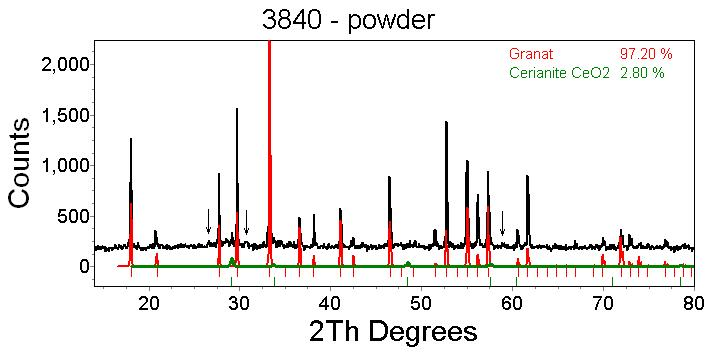 3840 - powder
Granat 97.20 %
Cerianite CeO2 2.80 %
Counts
2,000
1,500
1,000
500
0
20 30 40 50 60 70 80
2Th Degrees